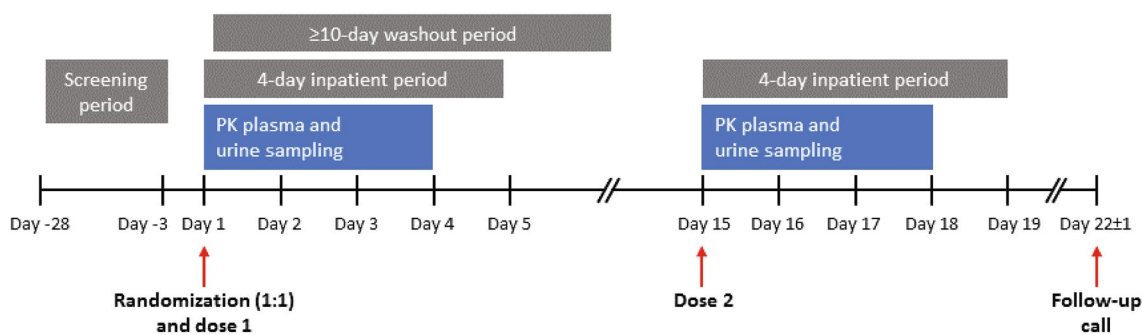 ≥10-day washout period
Screening
period
4-day inpatient period
4-day inpatient period
PK plasma and
urine sampling
PK plasma and
urine sampling
Day -28
Day -3
Day 1
Day 2
Day 3
Day 4
Day 5
Day 15
Day 16
Day 17
Day 18
Day 19
Day 22±1
Randomization (1:1)
and dose 1
Dose 2
Follow-up
call